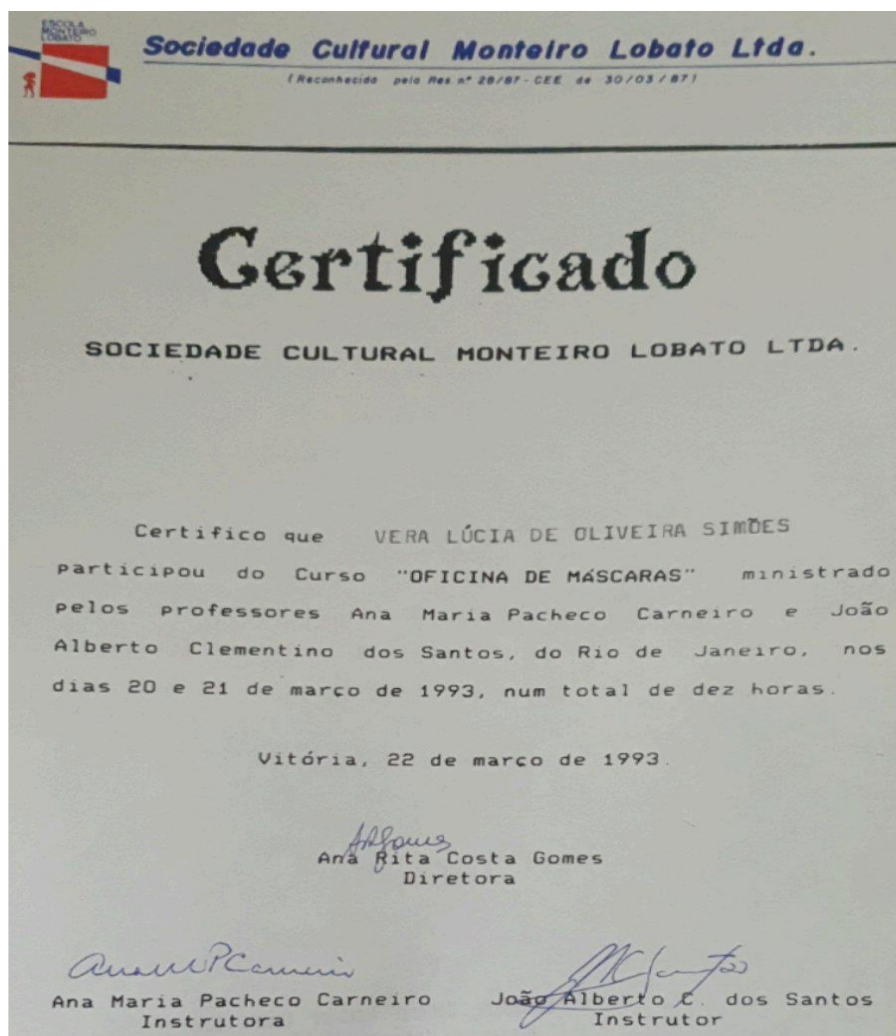 ESCOLA
MONTEIRO
LOBATO
Sociedade Cultural Monteiro Lobato Ltda.
(Reconhecida pela Res nº 28/87 - CEE de 30/03/87)
Certificado
SOCIEDADE CULTURAL MONTEIRO LOBATO LTDA.
Certifico que VERA LÚCIA DE OLIVEIRA SIMÕES
participou do Curso "OFICINA DE MÁSCARAS" ministrado
pelos professores Ana Maria Pacheco Carneiro e João
Alberto Clementino dos Santos, do Rio de Janeiro, nos
dias 20 e 21 de março de 1993, num total de dez horas.
Vitória, 22 de março de 1993.
Ana Rita Costa Gomes
Diretora
Ana Maria Pacheco Carneiro João Alberto C. dos Santos
Instrutora Instrutor